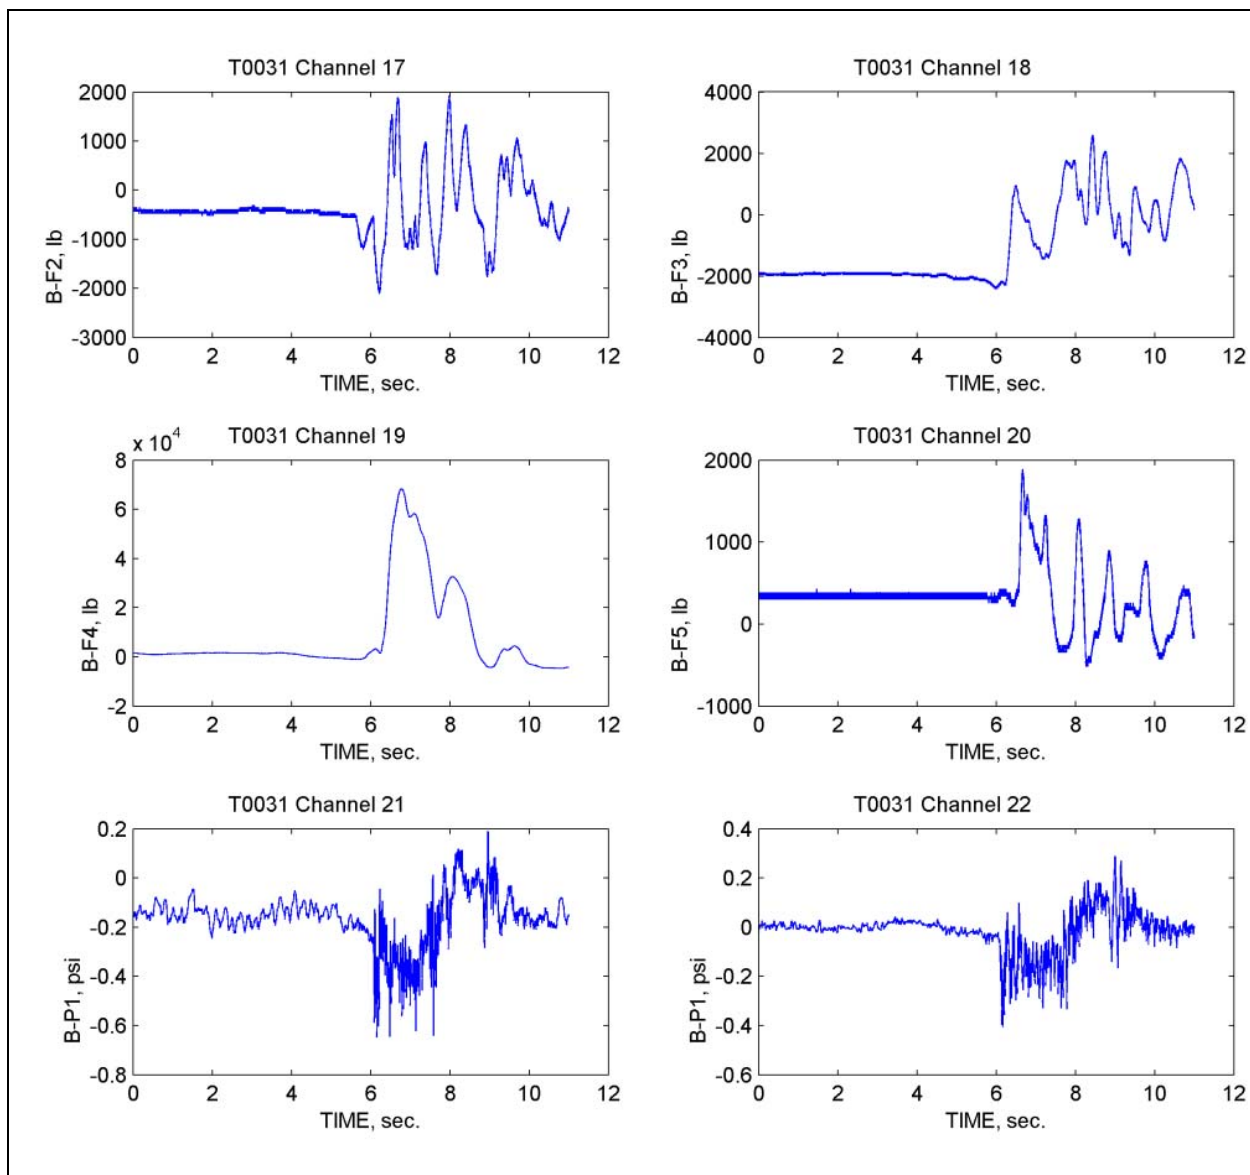 T0031 Channel 17
2000
1000
0
-1000
-2000
-3000
B-F2, lb
0 2 4 6 8 10 12
TIME, sec.
T0031 Channel 18
4000
2000
0
-2000
-4000
B-F3, lb
0 2 4 6 8 10 12
TIME, sec.
x 10^4
T0031 Channel 19
8
6
4
2
0
-2
B-F4, lb
0 2 4 6 8 10 12
TIME, sec.
T0031 Channel 20
2000
1000
0
-1000
B-F5, lb
0 2 4 6 8 10 12
TIME, sec.
T0031 Channel 21
0.2
0
-0.2
-0.4
-0.6
-0.8
B-P1, psi
0 2 4 6 8 10 12
TIME, sec.
T0031 Channel 22
0.4
0.2
0
-0.2
-0.4
-0.6
B-P1, psi
0 2 4 6 8 10 12
TIME, sec.